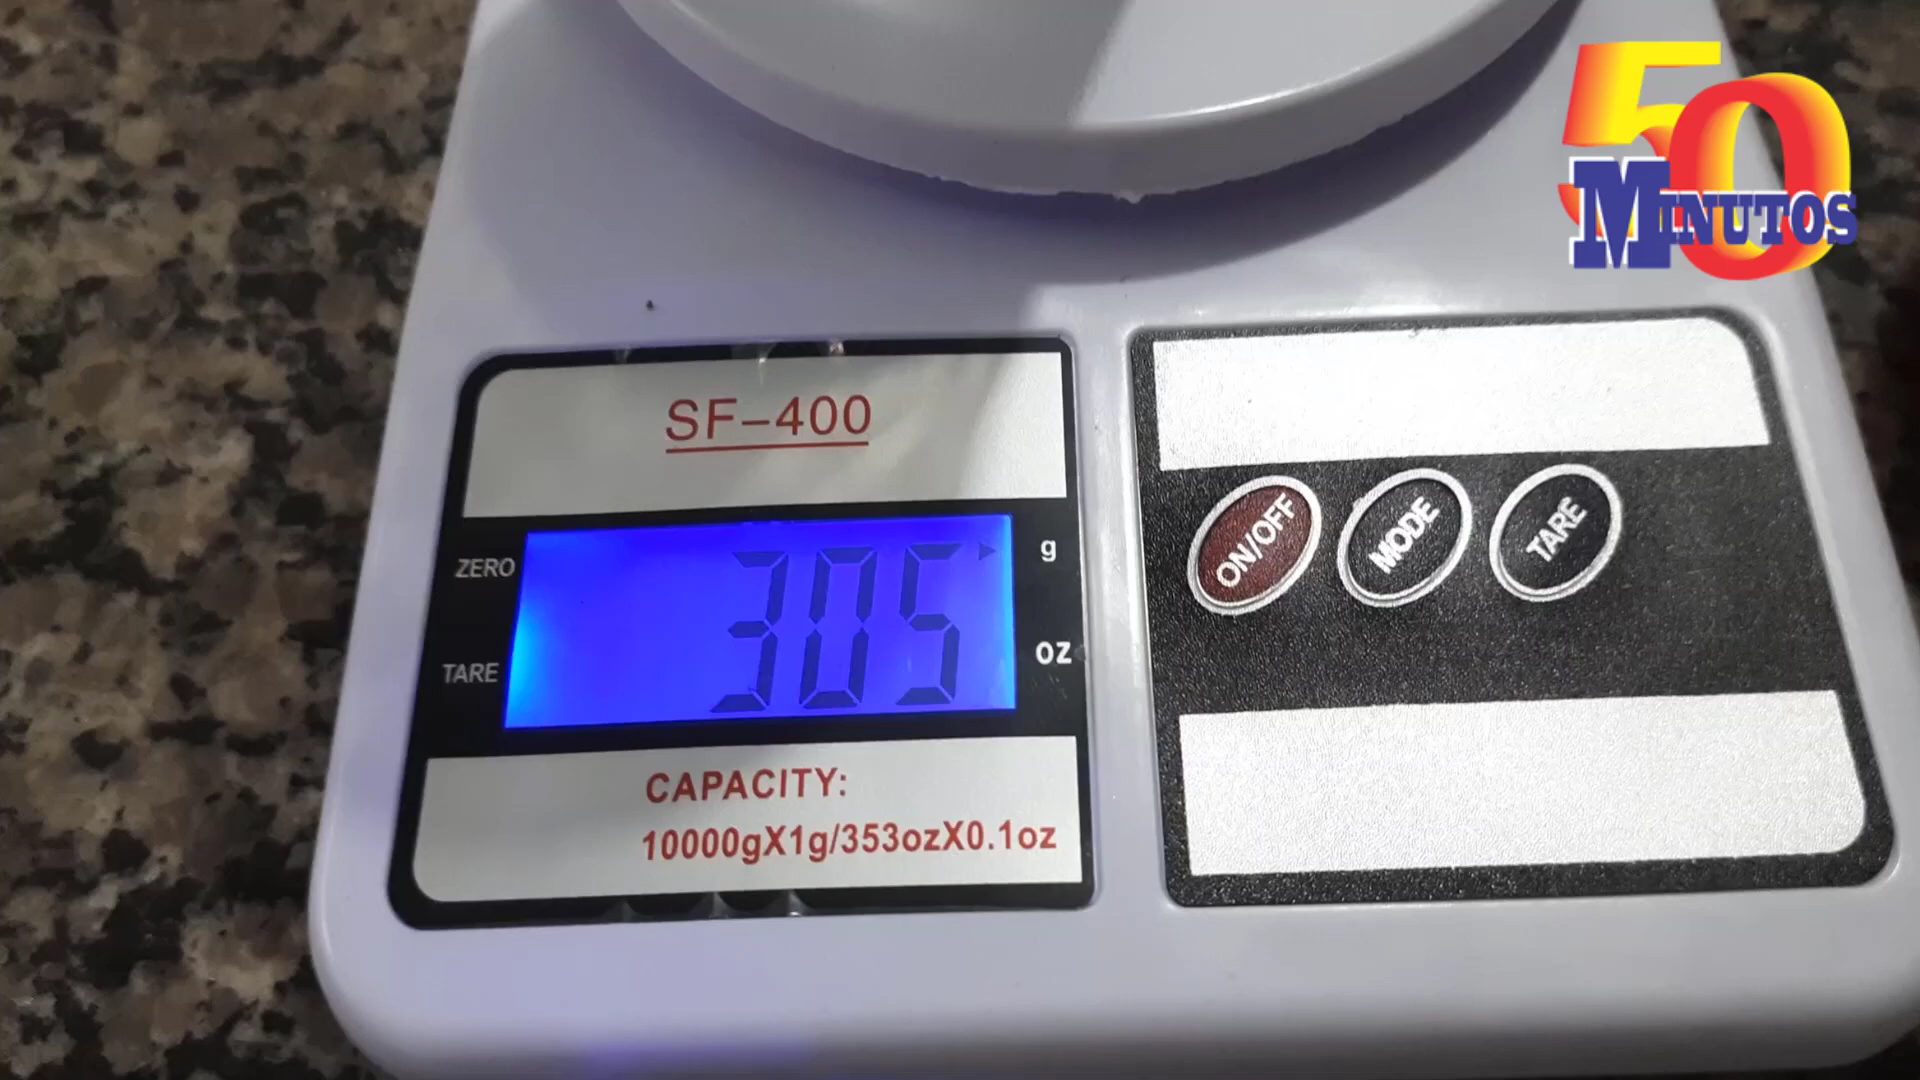 50
MINUTOS
SF-400
ZERO
305
g
TARE
oz
CAPACITY:
10000gX1g/353ozX0.1oz
ON/OFF
MODE
TARE